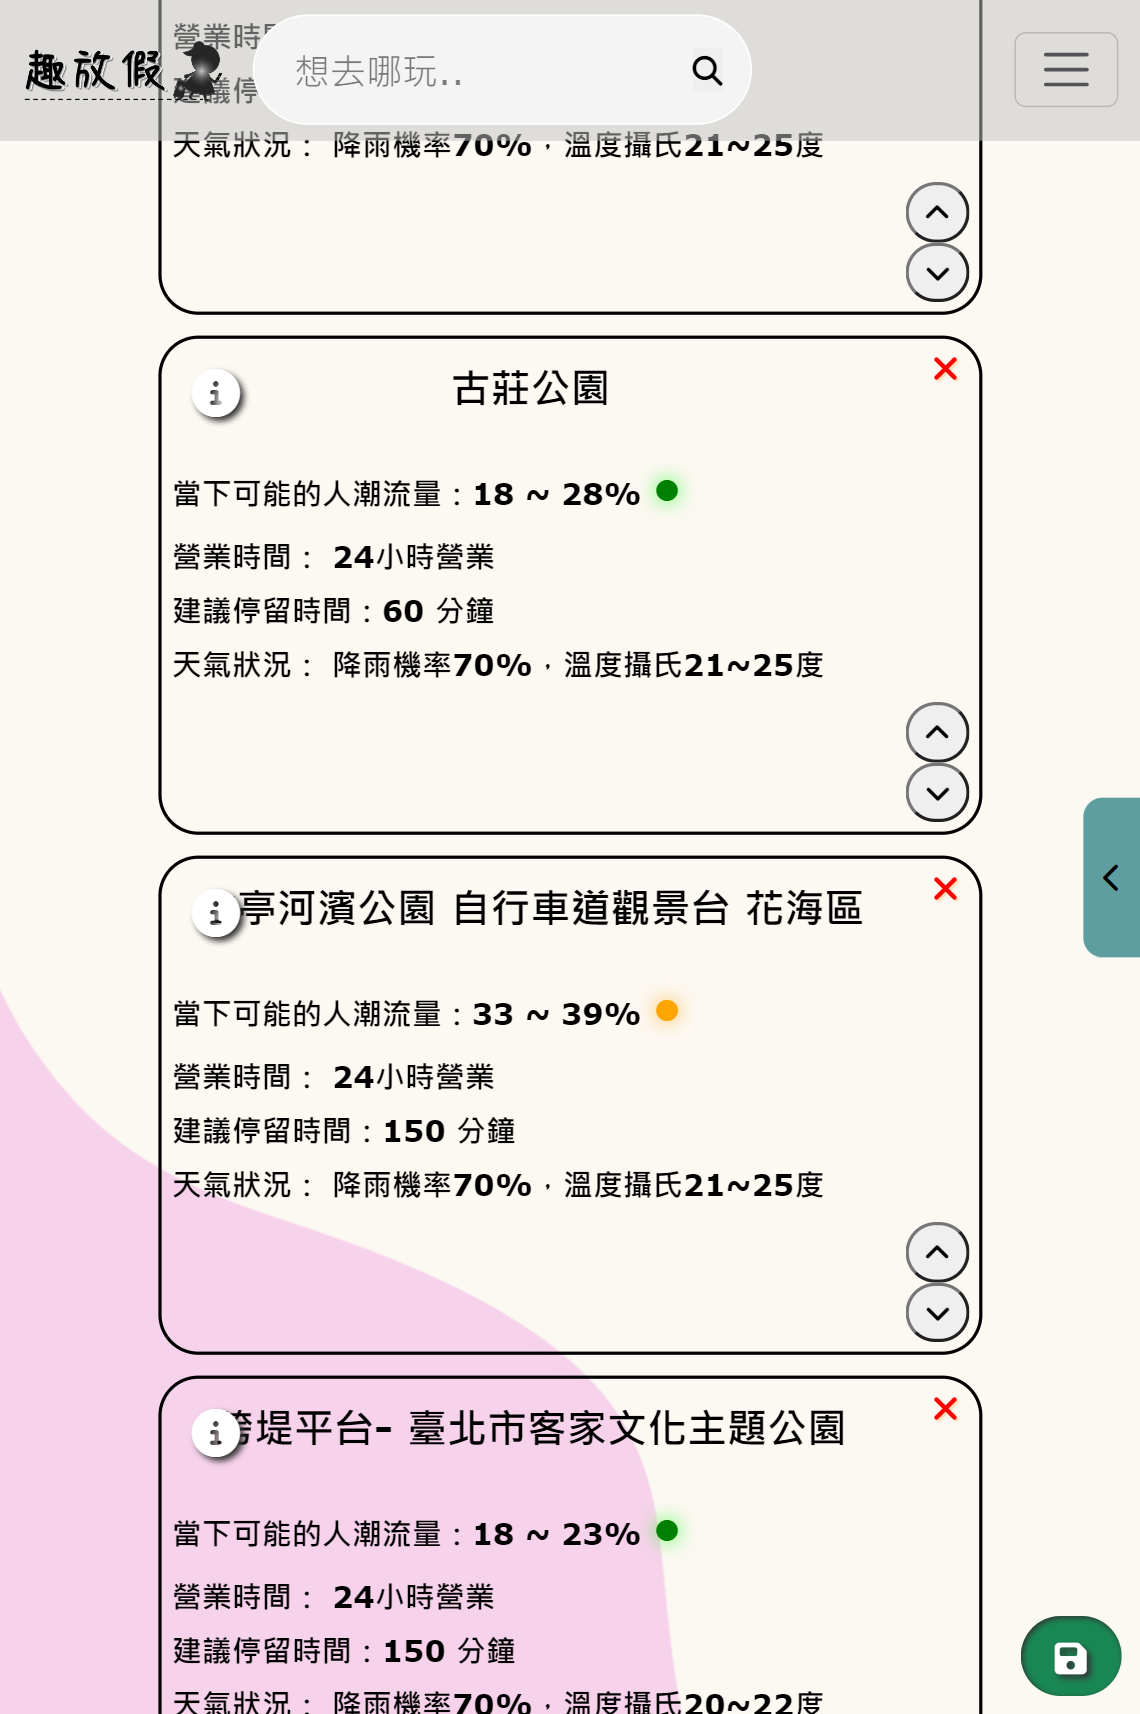 趣放假
想去哪玩..
營業時
建議停
天氣狀況： 降雨機率70%，溫度攝氏21~25度
古莊公園
當下可能的人潮流量：18 ~ 28%
營業時間： 24小時營業
建議停留時間：60 分鐘
天氣狀況： 降雨機率70%，溫度攝氏21~25度
亭河濱公園 自行車道觀景台 花海區
當下可能的人潮流量：33 ~ 39%
營業時間： 24小時營業
建議停留時間：150 分鐘
天氣狀況： 降雨機率70%，溫度攝氏21~25度
堤平台- 臺北市客家文化主題公園
當下可能的人潮流量：18 ~ 23%
營業時間： 24小時營業
建議停留時間：150 分鐘
天氣狀況： 降雨機率70%，溫度攝氏20~22度